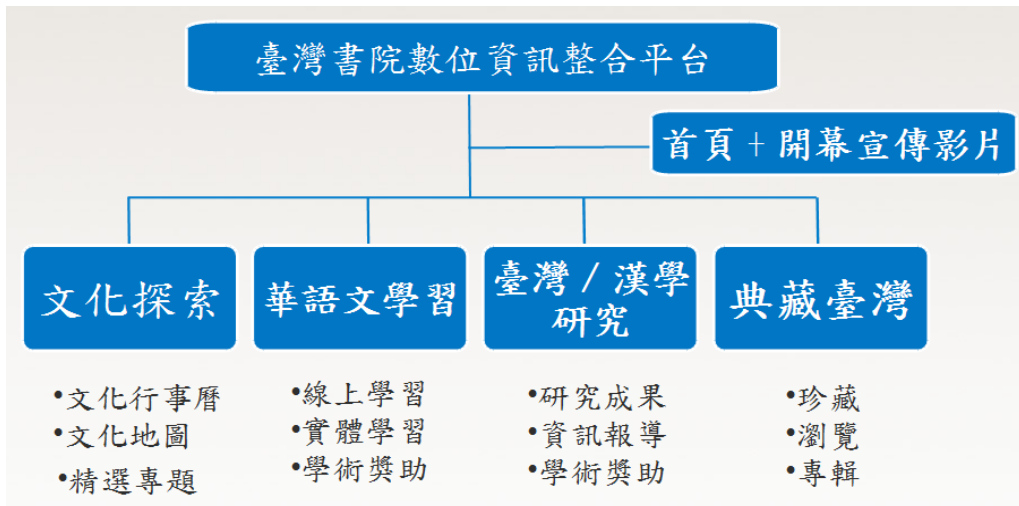 臺灣書院數位資訊整合平台
首頁+開幕宣傳影片
文化探索
•文化行事曆
•文化地圖
•精選專題
華語文學習
•線上學習
•實體學習
•學術獎助
臺灣/漢學
研究
•研究成果
•資訊報導
•學術獎助
典藏臺灣
•珍藏
•瀏覽
•專輯